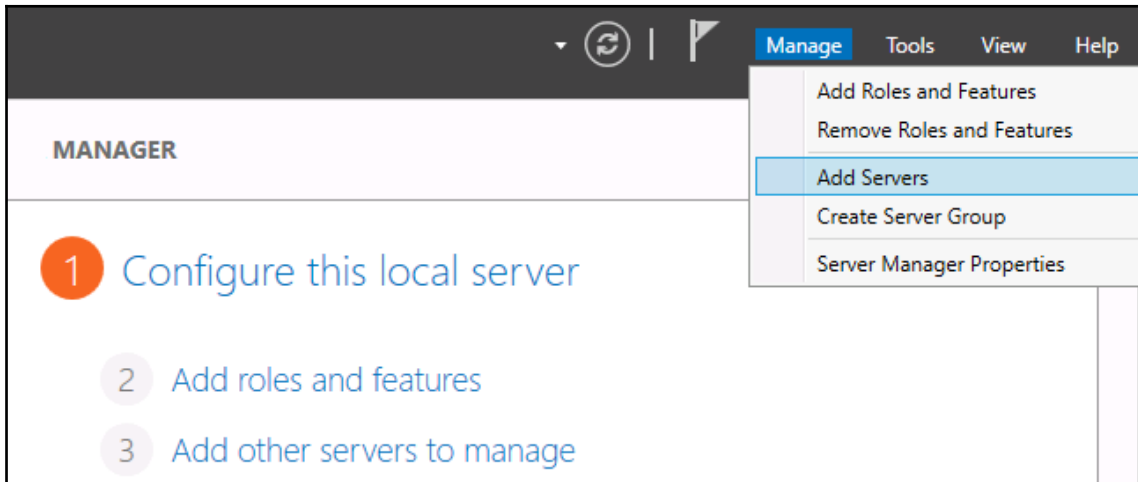 Manage Tools View Help
Add Roles and Features
Remove Roles and Features
Add Servers
Create Server Group
Server Manager Properties
MANAGER
1 Configure this local server
2 Add roles and features
3 Add other servers to manage